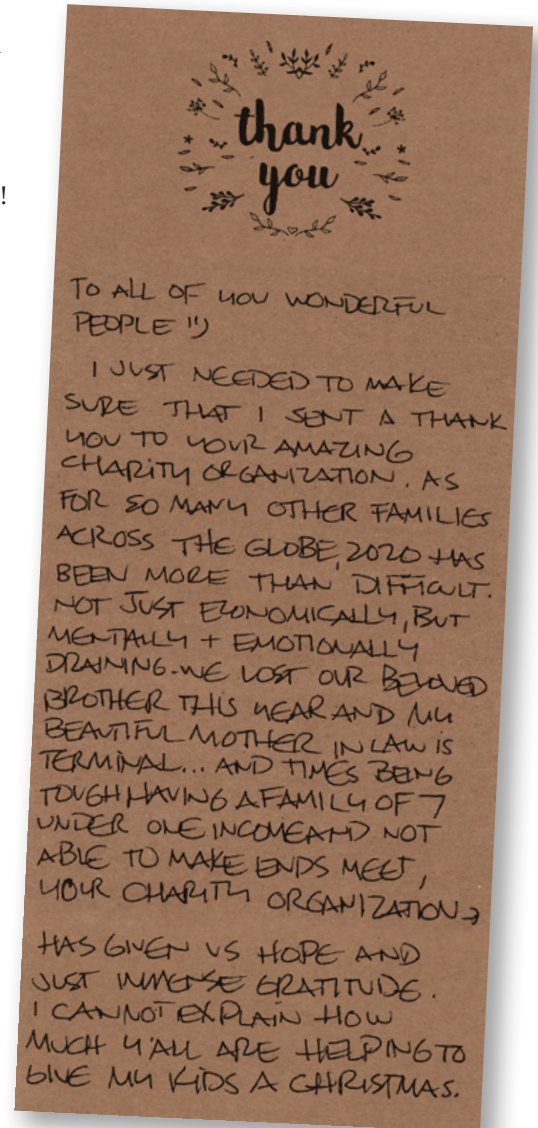 !
thank
you
TO ALL OF YOU WONDERFUL
PEOPLE !!)
I JUST NEEDED TO MAKE
SURE THAT I SENT A THANK
YOU TO YOUR AMAZING
CHARITY ORGANIZATION. AS
FOR SO MANY OTHER FAMILIES
ACROSS THE GLOBE, 2020 HAS
BEEN MORE THAN DIFFICULT.
NOT JUST ECONOMICALLY, BUT
MENTALLY + EMOTIONALLY
DRAINING. WE LOST OUR BELOVED
BROTHER THIS YEAR AND MY
BEAUTIFUL MOTHER IN LAW IS
TERMINAL... AND TIMES BEING
TOUGH HAVING A FAMILY OF 7
UNDER ONE INCOME AND NOT
ABLE TO MAKE ENDS MEET,
YOUR CHARITY ORGANIZATION →
HAS GIVEN US HOPE AND
JUST IMMENSE GRATITUDE.
I CANNOT EXPLAIN HOW
MUCH Y'ALL ARE HELPING TO
GIVE MY KIDS A CHRISTMAS.